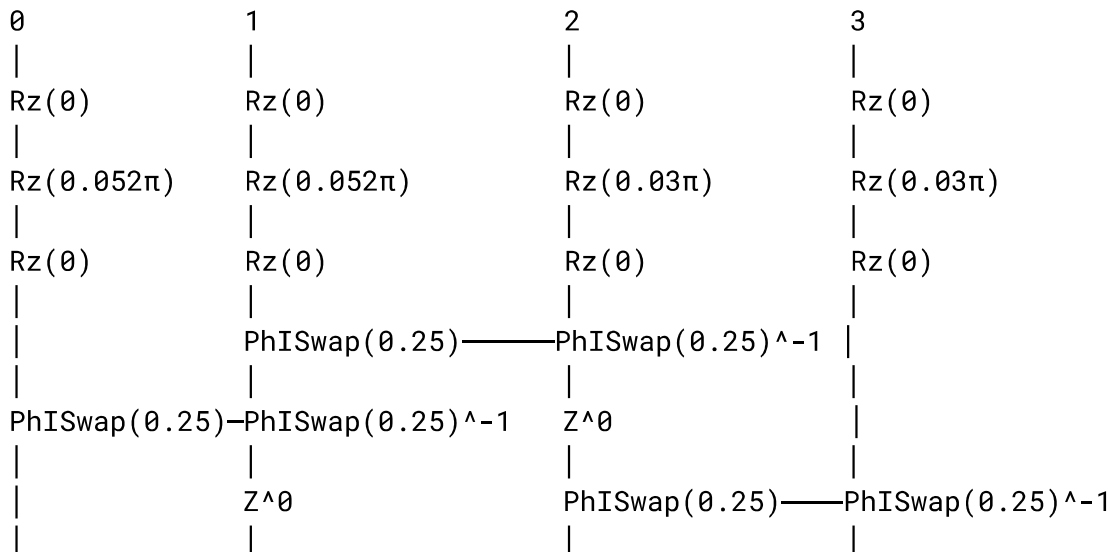 0 1 2 3
| | | |
Rz(0) Rz(0) Rz(0) Rz(0)
| | | |
Rz(0.052π) Rz(0.052π) Rz(0.03π) Rz(0.03π)
| | | |
Rz(0) Rz(0) Rz(0) Rz(0)
| | | |
| PhISwap(0.25)───PhISwap(0.25)^-1 |
| | | |
PhISwap(0.25)─PhISwap(0.25)^-1 Z^0 |
| | | |
| Z^0 PhISwap(0.25)──PhISwap(0.25)^-1
| | | |